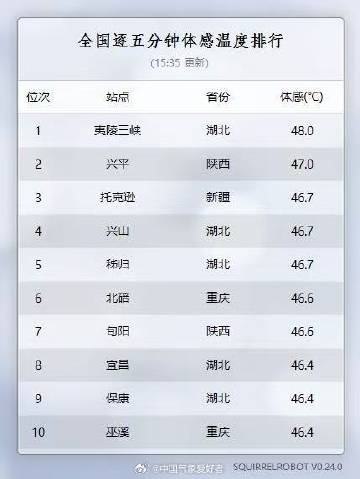 全国逐五分钟体感温度排行
(15:35 更新)
位次 站点 省份 体感(℃)
1 夷陵三峡 湖北 48.0
2 兴平 陕西 47.0
3 托克逊 新疆 46.7
4 兴山 湖北 46.7
5 秭归 湖北 46.7
6 北碚 重庆 46.6
7 旬阳 陕西 46.6
8 宜昌 湖北 46.4
9 保康 湖北 46.4
10 巫溪 重庆 46.4
@中国气象爱好者 SQUIRRELROBOT V0.24.0